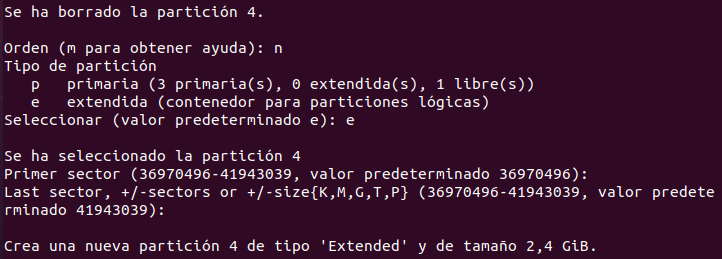 Se ha borrado la partición 4.
Orden (m para obtener ayuda): n
Tipo de partición
p   primaria (3 primaria(s), 0 extendida(s), 1 libre(s))
e   extendida (contenedor para particiones lógicas)
Seleccionar (valor predeterminado e): e
Se ha seleccionado la partición 4
Primer sector (36970496-41943039, valor predeterminado 36970496):
Last sector, +/-sectors or +/-size{K,M,G,T,P} (36970496-41943039, valor predete
rminado 41943039):
Crea una nueva partición 4 de tipo 'Extended' y de tamaño 2,4 GiB.